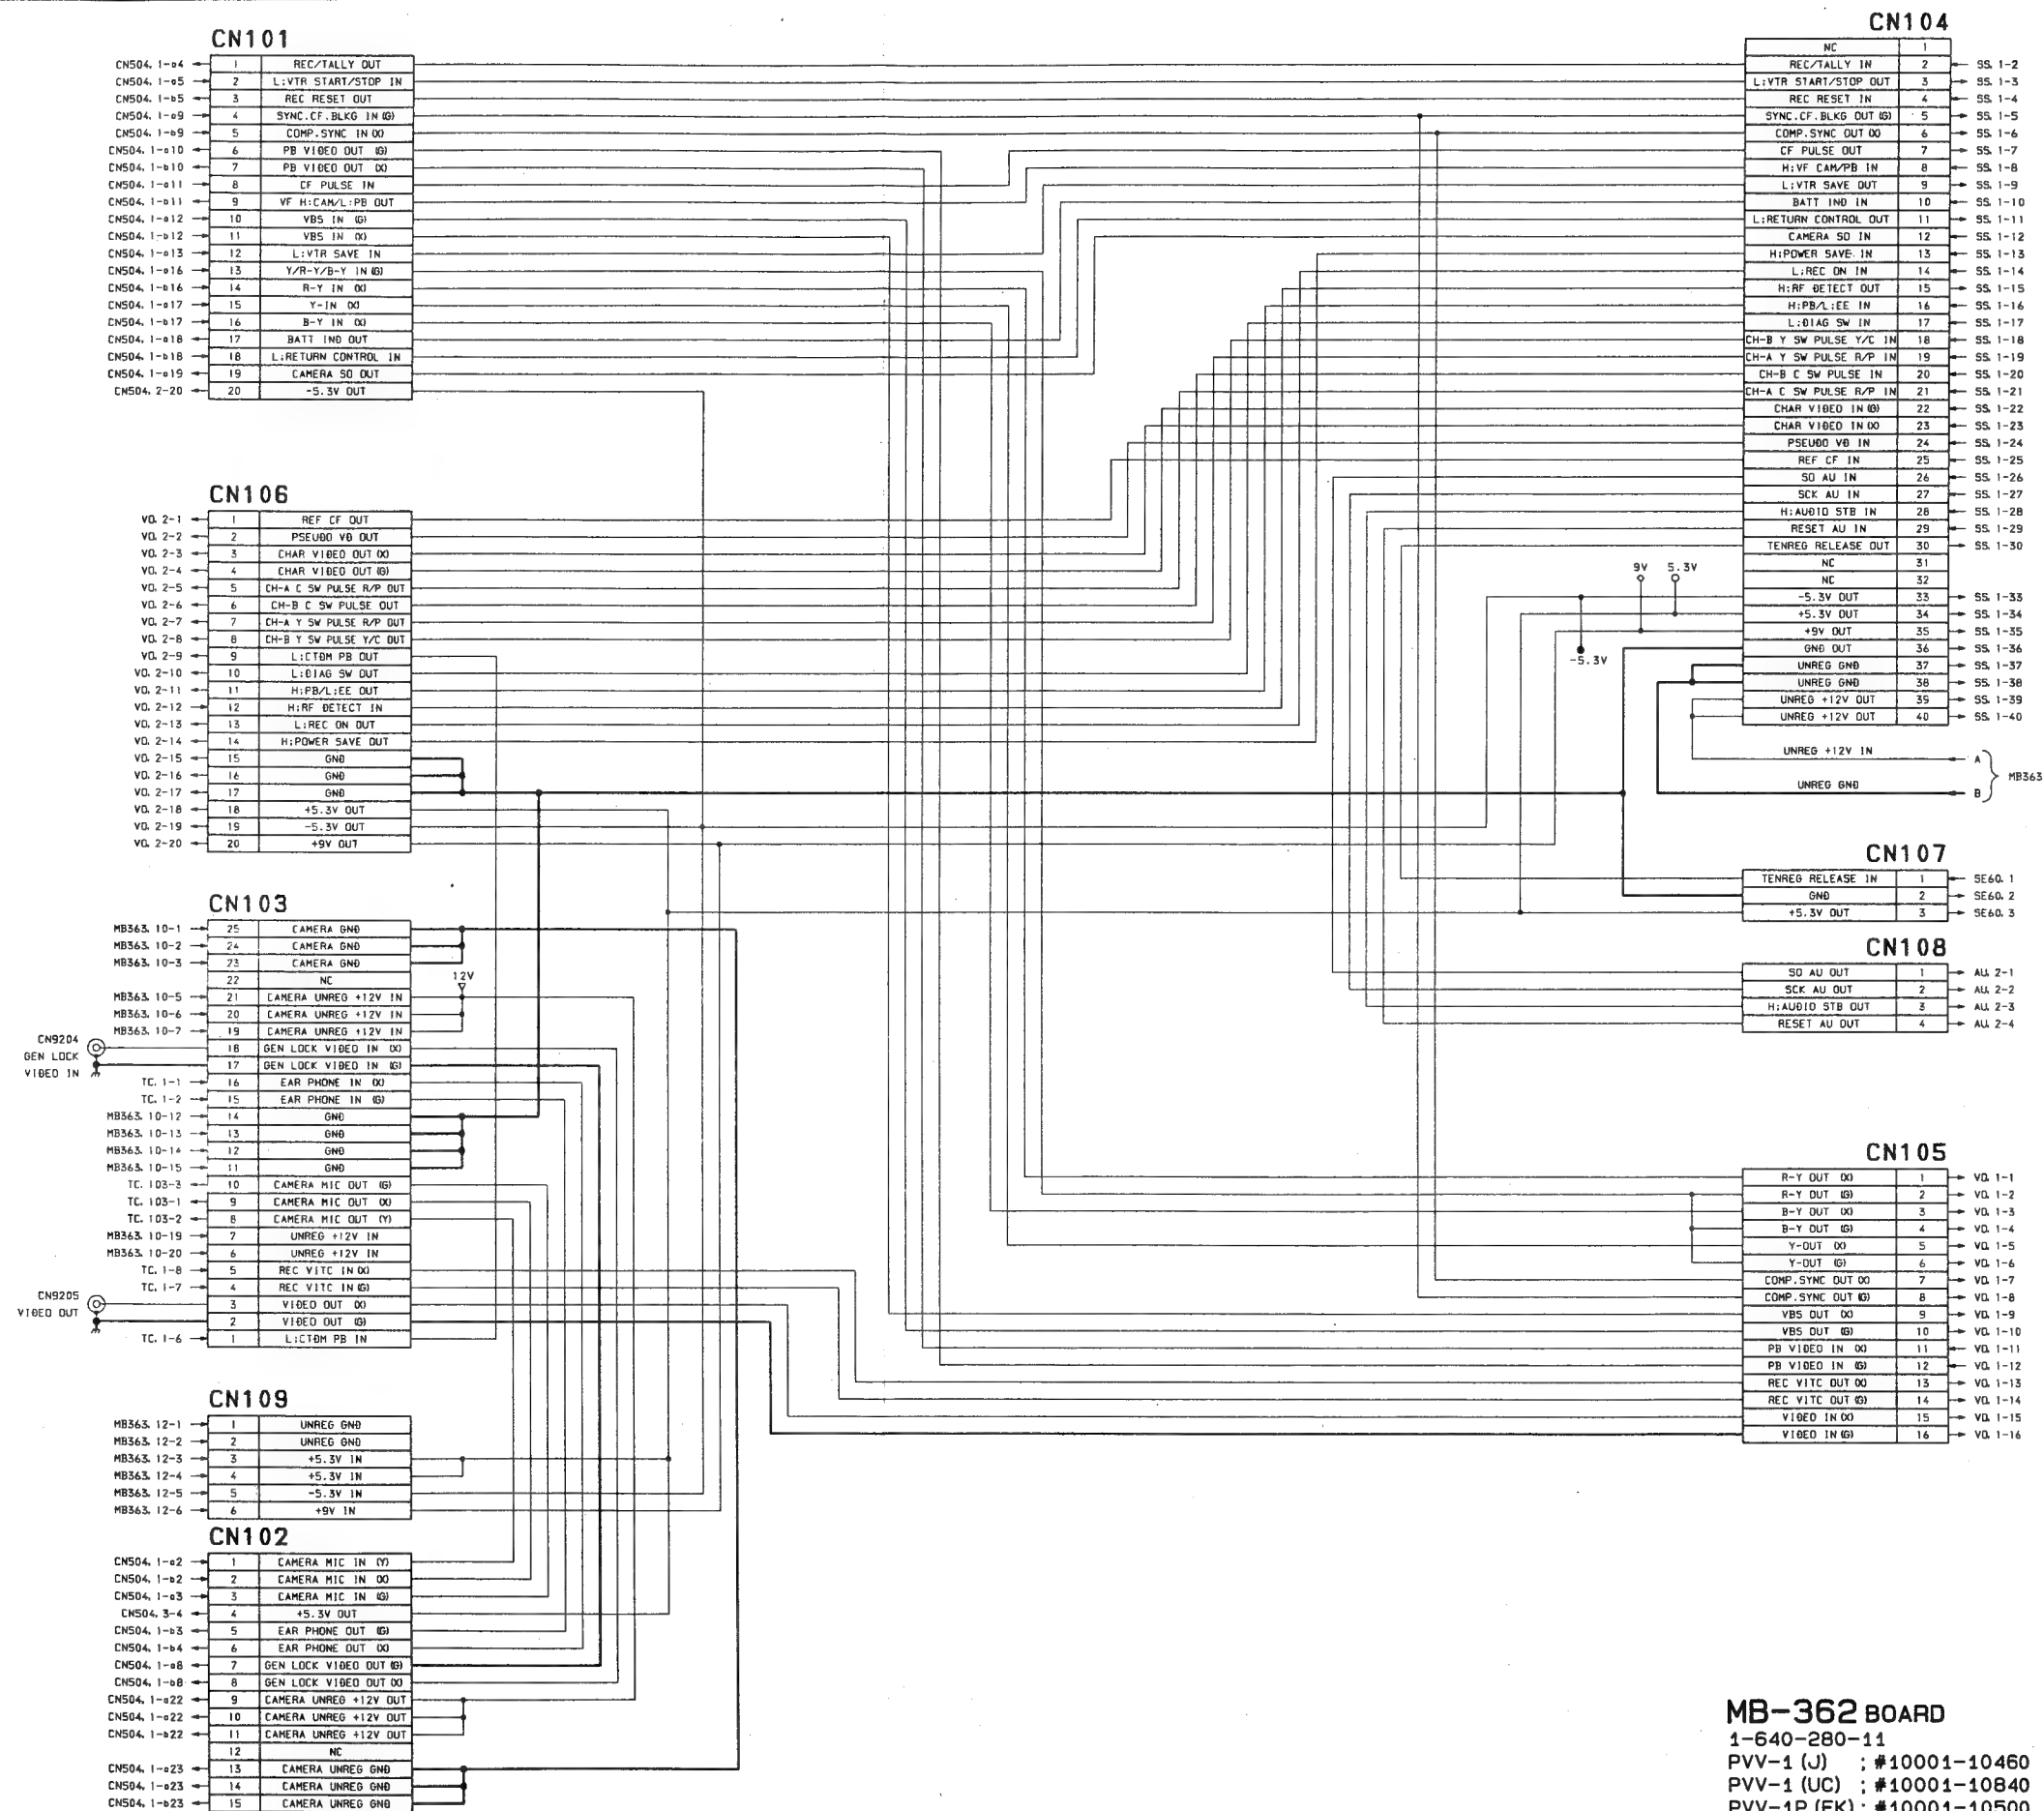 CN101
CN504. 1-a4 1 REC/TALLY OUT
CN504. 1-a5 2 L:VTR START/STOP IN
CN504. 1-b5 3 REC RESET OUT
CN504. 1-a9 4 SYNC.CF.BLKG IN (G)
CN504. 1-b9 5 COMP.SYNC IN (X)
CN504. 1-a10 6 PB VIDEO OUT (G)
CN504. 1-b10 7 PB VIDEO OUT (X)
CN504. 1-a11 8 CF PULSE IN
CN504. 1-b11 9 VF H:CAM/L:PB OUT
CN504. 1-a12 10 VBS IN (G)
CN504. 1-b12 11 VBS IN (X)
CN504. 1-a13 12 L:VTR SAVE IN
CN504. 1-a16 13 Y/R-Y/B-Y IN (G)
CN504. 1-b16 14 R-Y IN (X)
CN504. 1-a17 15 Y-IN (X)
CN504. 1-b17 16 B-Y IN (X)
CN504. 1-a18 17 BATT IND OUT
CN504. 1-b18 18 L:RETURN CONTROL IN
CN504. 1-a19 19 CAMERA SO OUT
CN504. 2-20 20 -5.3V OUT
CN106
VO. 2-1 1 REF CF OUT
VO. 2-2 2 PSEUDO VD OUT
VO. 2-3 3 CHAR VIDEO OUT (X)
VO. 2-4 4 CHAR VIDEO OUT (G)
VO. 2-5 5 CH-A C SW PULSE R/P OUT
VO. 2-6 6 CH-B C SW PULSE OUT
VO. 2-7 7 CH-A Y SW PULSE R/P OUT
VO. 2-8 8 CH-B Y SW PULSE Y/C OUT
VO. 2-9 9 L:CTDM PB OUT
VO. 2-10 10 L:DIAG SW OUT
VO. 2-11 11 H:PB/L:EE OUT
VO. 2-12 12 H:RF DETECT IN
VO. 2-13 13 L:REC ON OUT
VO. 2-14 14 H:POWER SAVE OUT
VO. 2-15 15 GND
VO. 2-16 16 GND
VO. 2-17 17 GND
VO. 2-18 18 +5.3V OUT
VO. 2-19 19 -5.3V OUT
VO. 2-20 20 +9V OUT
CN103
MB363. 10-1 25 CAMERA GND
MB363. 10-2 24 CAMERA GND
MB363. 10-3 23 CAMERA GND
22 NC
12V
MB363. 10-5 21 CAMERA UNREG +12V IN
MB363. 10-6 20 CAMERA UNREG +12V IN
MB363. 10-7 19 CAMERA UNREG +12V IN
CN9204
GEN LOCK
VIDEO IN
18 GEN LOCK VIDEO IN (X)
17 GEN LOCK VIDEO IN (G)
TC. 1-1 16 EAR PHONE IN (X)
TC. 1-2 15 EAR PHONE IN (G)
MB363. 10-12 14 GND
MB363. 10-13 13 GND
MB363. 10-14 12 GND
MB363. 10-15 11 GND
TC. 103-3 10 CAMERA MIC OUT (G)
TC. 103-1 9 CAMERA MIC OUT (X)
TC. 103-2 8 CAMERA MIC OUT (Y)
MB363. 10-19 7 UNREG +12V IN
MB363. 10-20 6 UNREG +12V IN
TC. 1-8 5 REC VITC IN (X)
TC. 1-7 4 REC VITC IN (G)
CN9205
VIDEO OUT
3 VIDEO OUT (X)
2 VIDEO OUT (G)
TC. 1-6 1 L:CTDM PB IN
CN109
MB363. 12-1 1 UNREG GND
MB363. 12-2 2 UNREG GND
MB363. 12-3 3 +5.3V IN
MB363. 12-4 4 +5.3V IN
MB363. 12-5 5 -5.3V IN
MB363. 12-6 6 +9V IN
CN102
CN504. 1-a2 1 CAMERA MIC IN (Y)
CN504. 1-b2 2 CAMERA MIC IN (X)
CN504. 1-a3 3 CAMERA MIC IN (G)
CN504. 3-4 4 +5.3V OUT
CN504. 1-b3 5 EAR PHONE OUT (G)
CN504. 1-b4 6 EAR PHONE OUT (X)
CN504. 1-a8 7 GEN LOCK VIDEO OUT (G)
CN504. 1-b8 8 GEN LOCK VIDEO OUT (X)
CN504. 1-a22 9 CAMERA UNREG +12V OUT
CN504. 1-a22 10 CAMERA UNREG +12V OUT
CN504. 1-b22 11 CAMERA UNREG +12V OUT
12 NC
CN504. 1-a23 13 CAMERA UNREG GND
CN504. 1-a23 14 CAMERA UNREG GND
CN504. 1-b23 15 CAMERA UNREG GND
CN104
NC 1
REC/TALLY IN 2 SS. 1-2
L:VTR START/STOP OUT 3 SS. 1-3
REC RESET IN 4 SS. 1-4
SYNC.CF.BLKG OUT (G) 5 SS. 1-5
COMP.SYNC OUT (X) 6 SS. 1-6
CF PULSE OUT 7 SS. 1-7
H:VF CAM/PB IN 8 SS. 1-8
L:VTR SAVE OUT 9 SS. 1-9
BATT IND IN 10 SS. 1-10
L:RETURN CONTROL OUT 11 SS. 1-11
CAMERA SO IN 12 SS. 1-12
H:POWER SAVE IN 13 SS. 1-13
L:REC ON IN 14 SS. 1-14
H:RF DETECT OUT 15 SS. 1-15
H:PB/L:EE IN 16 SS. 1-16
L:DIAG SW IN 17 SS. 1-17
CH-B Y SW PULSE Y/C IN 18 SS. 1-18
CH-A Y SW PULSE R/P IN 19 SS. 1-19
CH-B C SW PULSE IN 20 SS. 1-20
CH-A C SW PULSE R/P IN 21 SS. 1-21
CHAR VIDEO IN (G) 22 SS. 1-22
CHAR VIDEO IN (X) 23 SS. 1-23
PSEUDO VD IN 24 SS. 1-24
REF CF IN 25 SS. 1-25
SO AU IN 26 SS. 1-26
SCK AU IN 27 SS. 1-27
H:AUDIO STB IN 28 SS. 1-28
RESET AU IN 29 SS. 1-29
TENREG RELEASE OUT 30 SS. 1-30
NC 31
9V 5.3V
NC 32
-5.3V OUT 33 SS. 1-33
+5.3V OUT 34 SS. 1-34
+9V OUT 35 SS. 1-35
GND OUT 36 SS. 1-36
-5.3V
UNREG GND 37 SS. 1-37
UNREG GND 38 SS. 1-38
UNREG +12V OUT 39 SS. 1-39
UNREG +12V OUT 40 SS. 1-40
UNREG +12V IN A
MB363
UNREG GND B
CN107
TENREG RELEASE IN 1 SE60. 1
GND 2 SE60. 2
+5.3V OUT 3 SE60. 3
CN108
SO AU OUT 1 AU. 2-1
SCK AU OUT 2 AU. 2-2
H:AUDIO STB OUT 3 AU. 2-3
RESET AU OUT 4 AU. 2-4
CN105
R-Y OUT (X) 1 VO. 1-1
R-Y OUT (G) 2 VO. 1-2
B-Y OUT (X) 3 VO. 1-3
B-Y OUT (G) 4 VO. 1-4
Y-OUT (X) 5 VO. 1-5
Y-OUT (G) 6 VO. 1-6
COMP.SYNC OUT (X) 7 VO. 1-7
COMP.SYNC OUT (G) 8 VO. 1-8
VBS OUT (X) 9 VO. 1-9
VBS OUT (G) 10 VO. 1-10
PB VIDEO IN (X) 11 VO. 1-11
PB VIDEO IN (G) 12 VO. 1-12
REC VITC OUT (X) 13 VO. 1-13
REC VITC OUT (G) 14 VO. 1-14
VIDEO IN (X) 15 VO. 1-15
VIDEO IN (G) 16 VO. 1-16
MB-362 BOARD
1-640-280-11
PVV-1 (J) ; #10001-10460
PVV-1 (UC) ; #10001-10840
PVV-1P (EK) ; #10001-10500